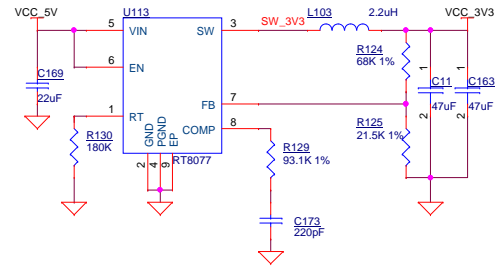 VCC_5V
U113
L103
2.2uH
VCC_3V3
5
VIN
SW
3
SW_3V3
R124
68K 1%
C169
22uF
6
EN
1
1
C11
C163
47uF
47uF
FB
7
1
RT
COMP
8
R125
21.5K 1%
2
2
R130
180K
GND
PGND
EP
RT8077
2
4
9
R129
93.1K 1%
C173
220pF